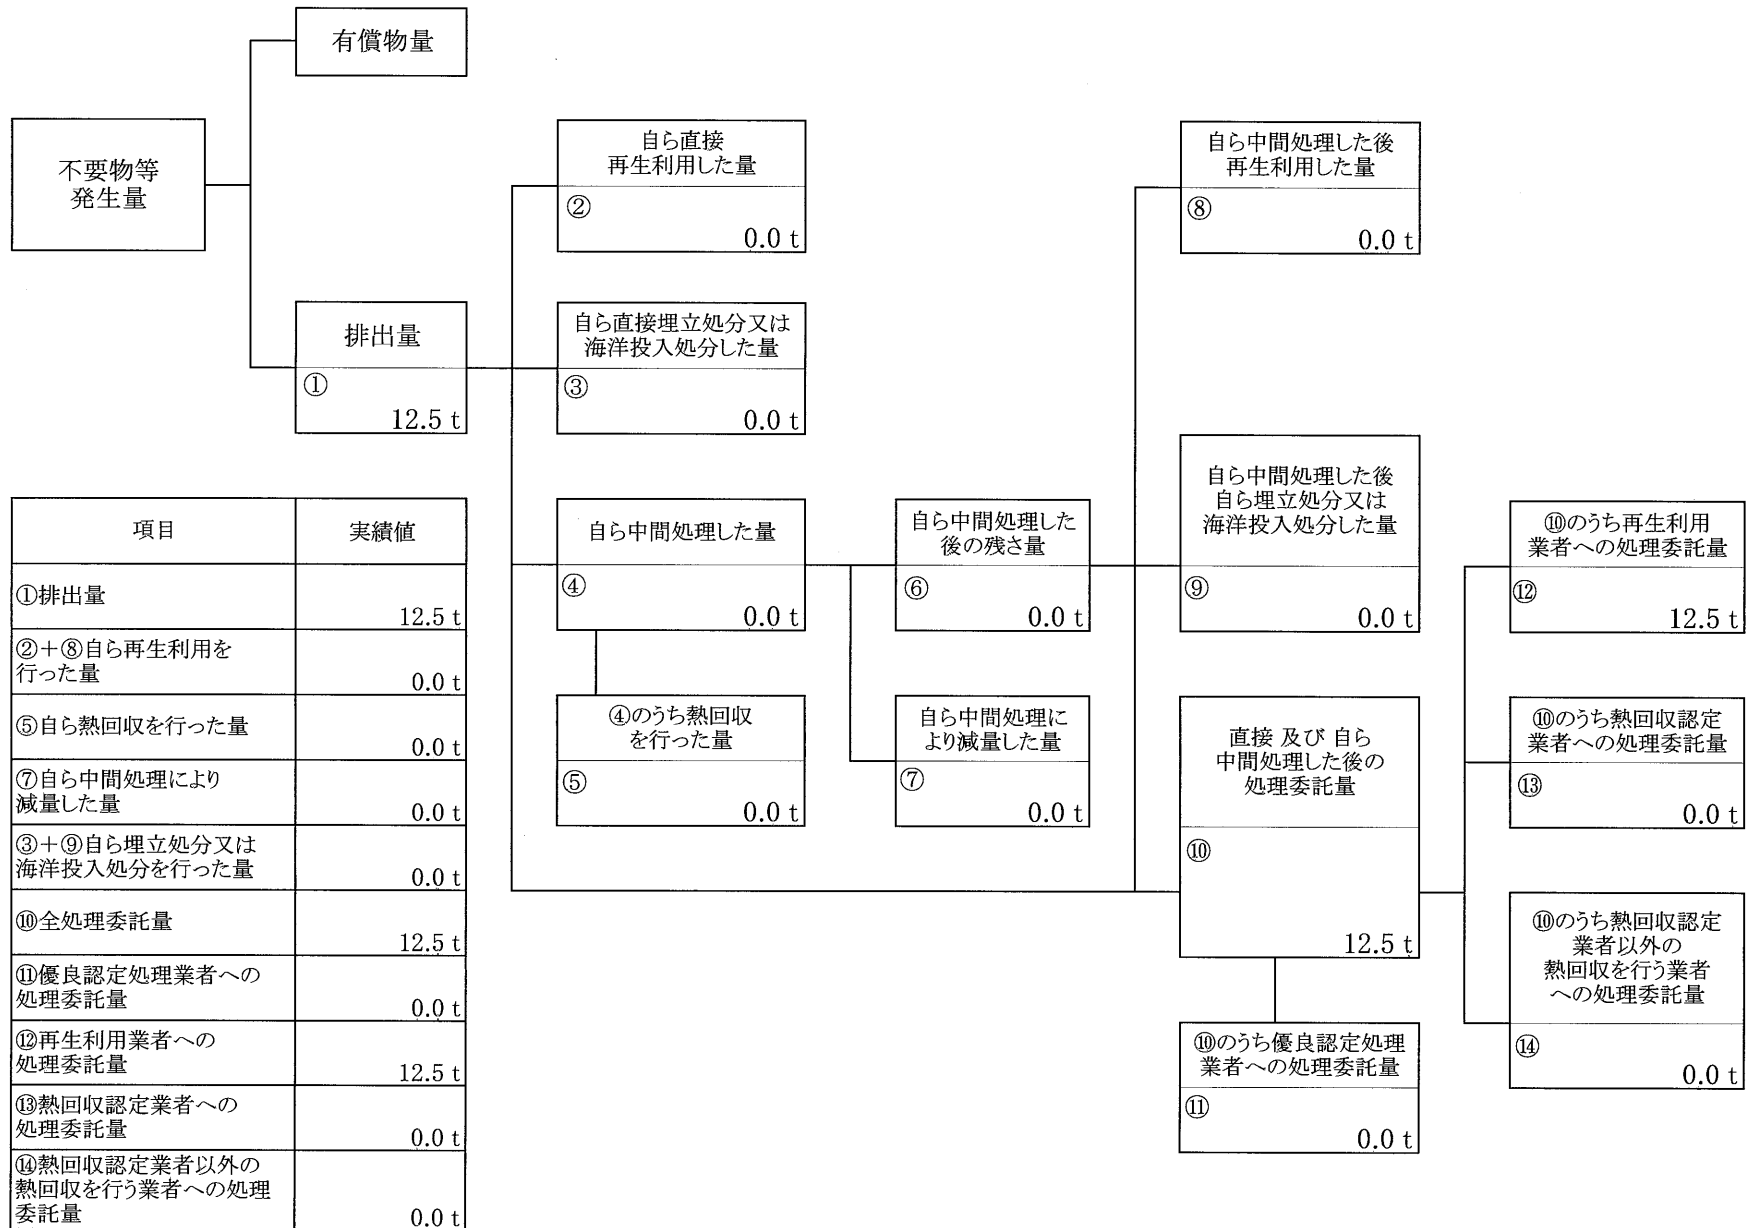 有償物量
不要物等
発生量
排出量
①
12.5 t
自ら直接
再生利用した量
②
0.0 t
自ら直接埋立処分又は
海洋投入処分した量
③
0.0 t
自ら中間処理した量
④
0.0 t
④のうち熱回収
を行った量
⑤
0.0 t
自ら中間処理した
後の残さ量
⑥
0.0 t
自ら中間処理に
より減量した量
⑦
0.0 t
自ら中間処理した後
再生利用した量
⑧
0.0 t
自ら中間処理した後
自ら埋立処分又は
海洋投入処分した量
⑨
0.0 t
直接 及び 自ら
中間処理した後の
処理委託量
⑩
12.5 t
⑩のうち優良認定処理
業者への処理委託量
⑪
0.0 t
⑩のうち再生利用
業者への処理委託量
⑫
12.5 t
⑩のうち熱回収認定
業者への処理委託量
⑬
0.0 t
⑩のうち熱回収認定
業者以外の
熱回収を行う業者
への処理委託量
⑭
0.0 t
項目 実績値
①排出量
12.5 t
②+⑧自ら再生利用を
行った量
0.0 t
⑤自ら熱回収を行った量
0.0 t
⑦自ら中間処理により
減量した量
0.0 t
③+⑨自ら埋立処分又は
海洋投入処分を行った量
0.0 t
⑩全処理委託量
12.5 t
⑪優良認定処理業者への
処理委託量
0.0 t
⑫再生利用業者への
処理委託量
12.5 t
⑬熱回収認定業者への
処理委託量
0.0 t
⑭熱回収認定業者以外の
熱回収を行う業者への処理
委託量
0.0 t